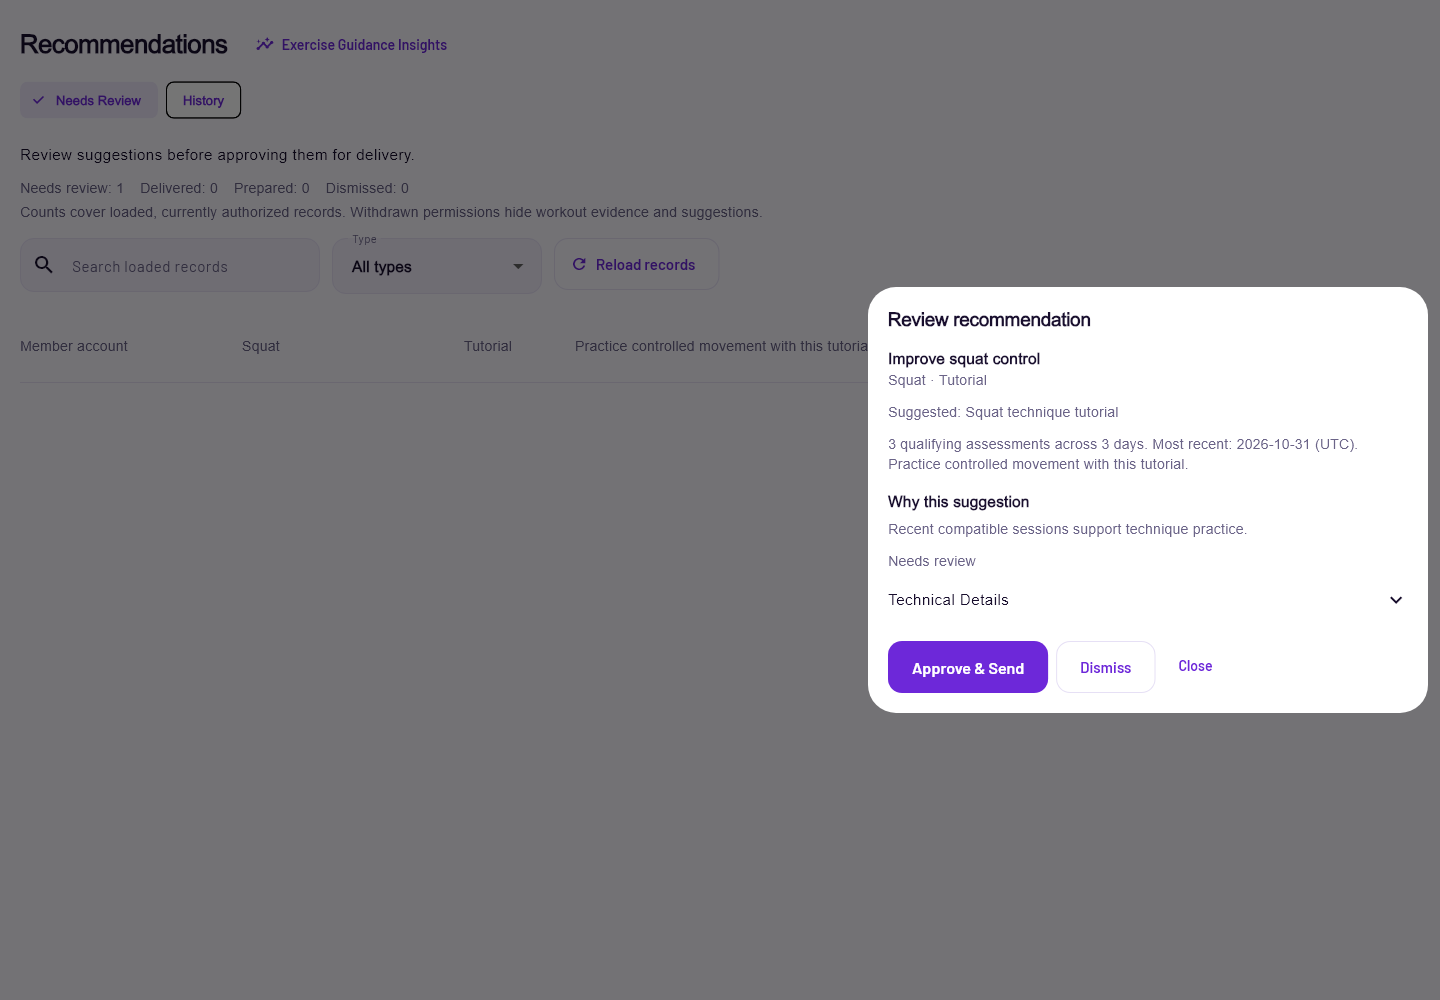 Recommendations
Exercise Guidance Insights
Needs Review
History
Review suggestions before approving them for delivery.
Needs review: 1 Delivered: 0 Prepared: 0 Dismissed: 0
Counts cover loaded, currently authorized records. Withdrawn permissions hide workout evidence and suggestions.
Search loaded records
Type
All types
Reload records
Member account
Squat
Tutorial
Practice controlled movement with this
Review recommendation
Improve squat control
Squat · Tutorial
Suggested: Squat technique tutorial
3 qualifying assessments across 3 days. Most recent: 2026-10-31 (UTC).
Practice controlled movement with this tutorial.
Why this suggestion
Recent compatible sessions support technique practice.
Needs review
Technical Details
Approve & Send
Dismiss
Close